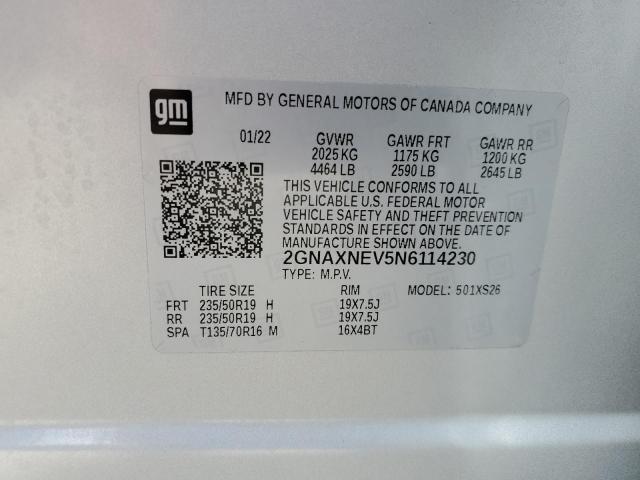 gm
MFD BY GENERAL MOTORS OF CANADA COMPANY
01/22 GVWR GAWR FRT GAWR RR
2025 KG 1175 KG 1200 KG
4464 LB 2590 LB 2645 LB
THIS VEHICLE CONFORMS TO ALL
APPLICABLE U.S. FEDERAL MOTOR
VEHICLE SAFETY AND THEFT PREVENTION
STANDARDS IN EFFECT ON THE DATE OF
MANUFACTURE SHOWN ABOVE.
2GNAXNEV5N6114230
TYPE: M.P.V.
TIRE SIZE RIM MODEL: 501XS26
FRT 235/50R19 H 19X7.5J
RR 235/50R19 H 19X7.5J
SPA T135/70R16 M 16X4BT